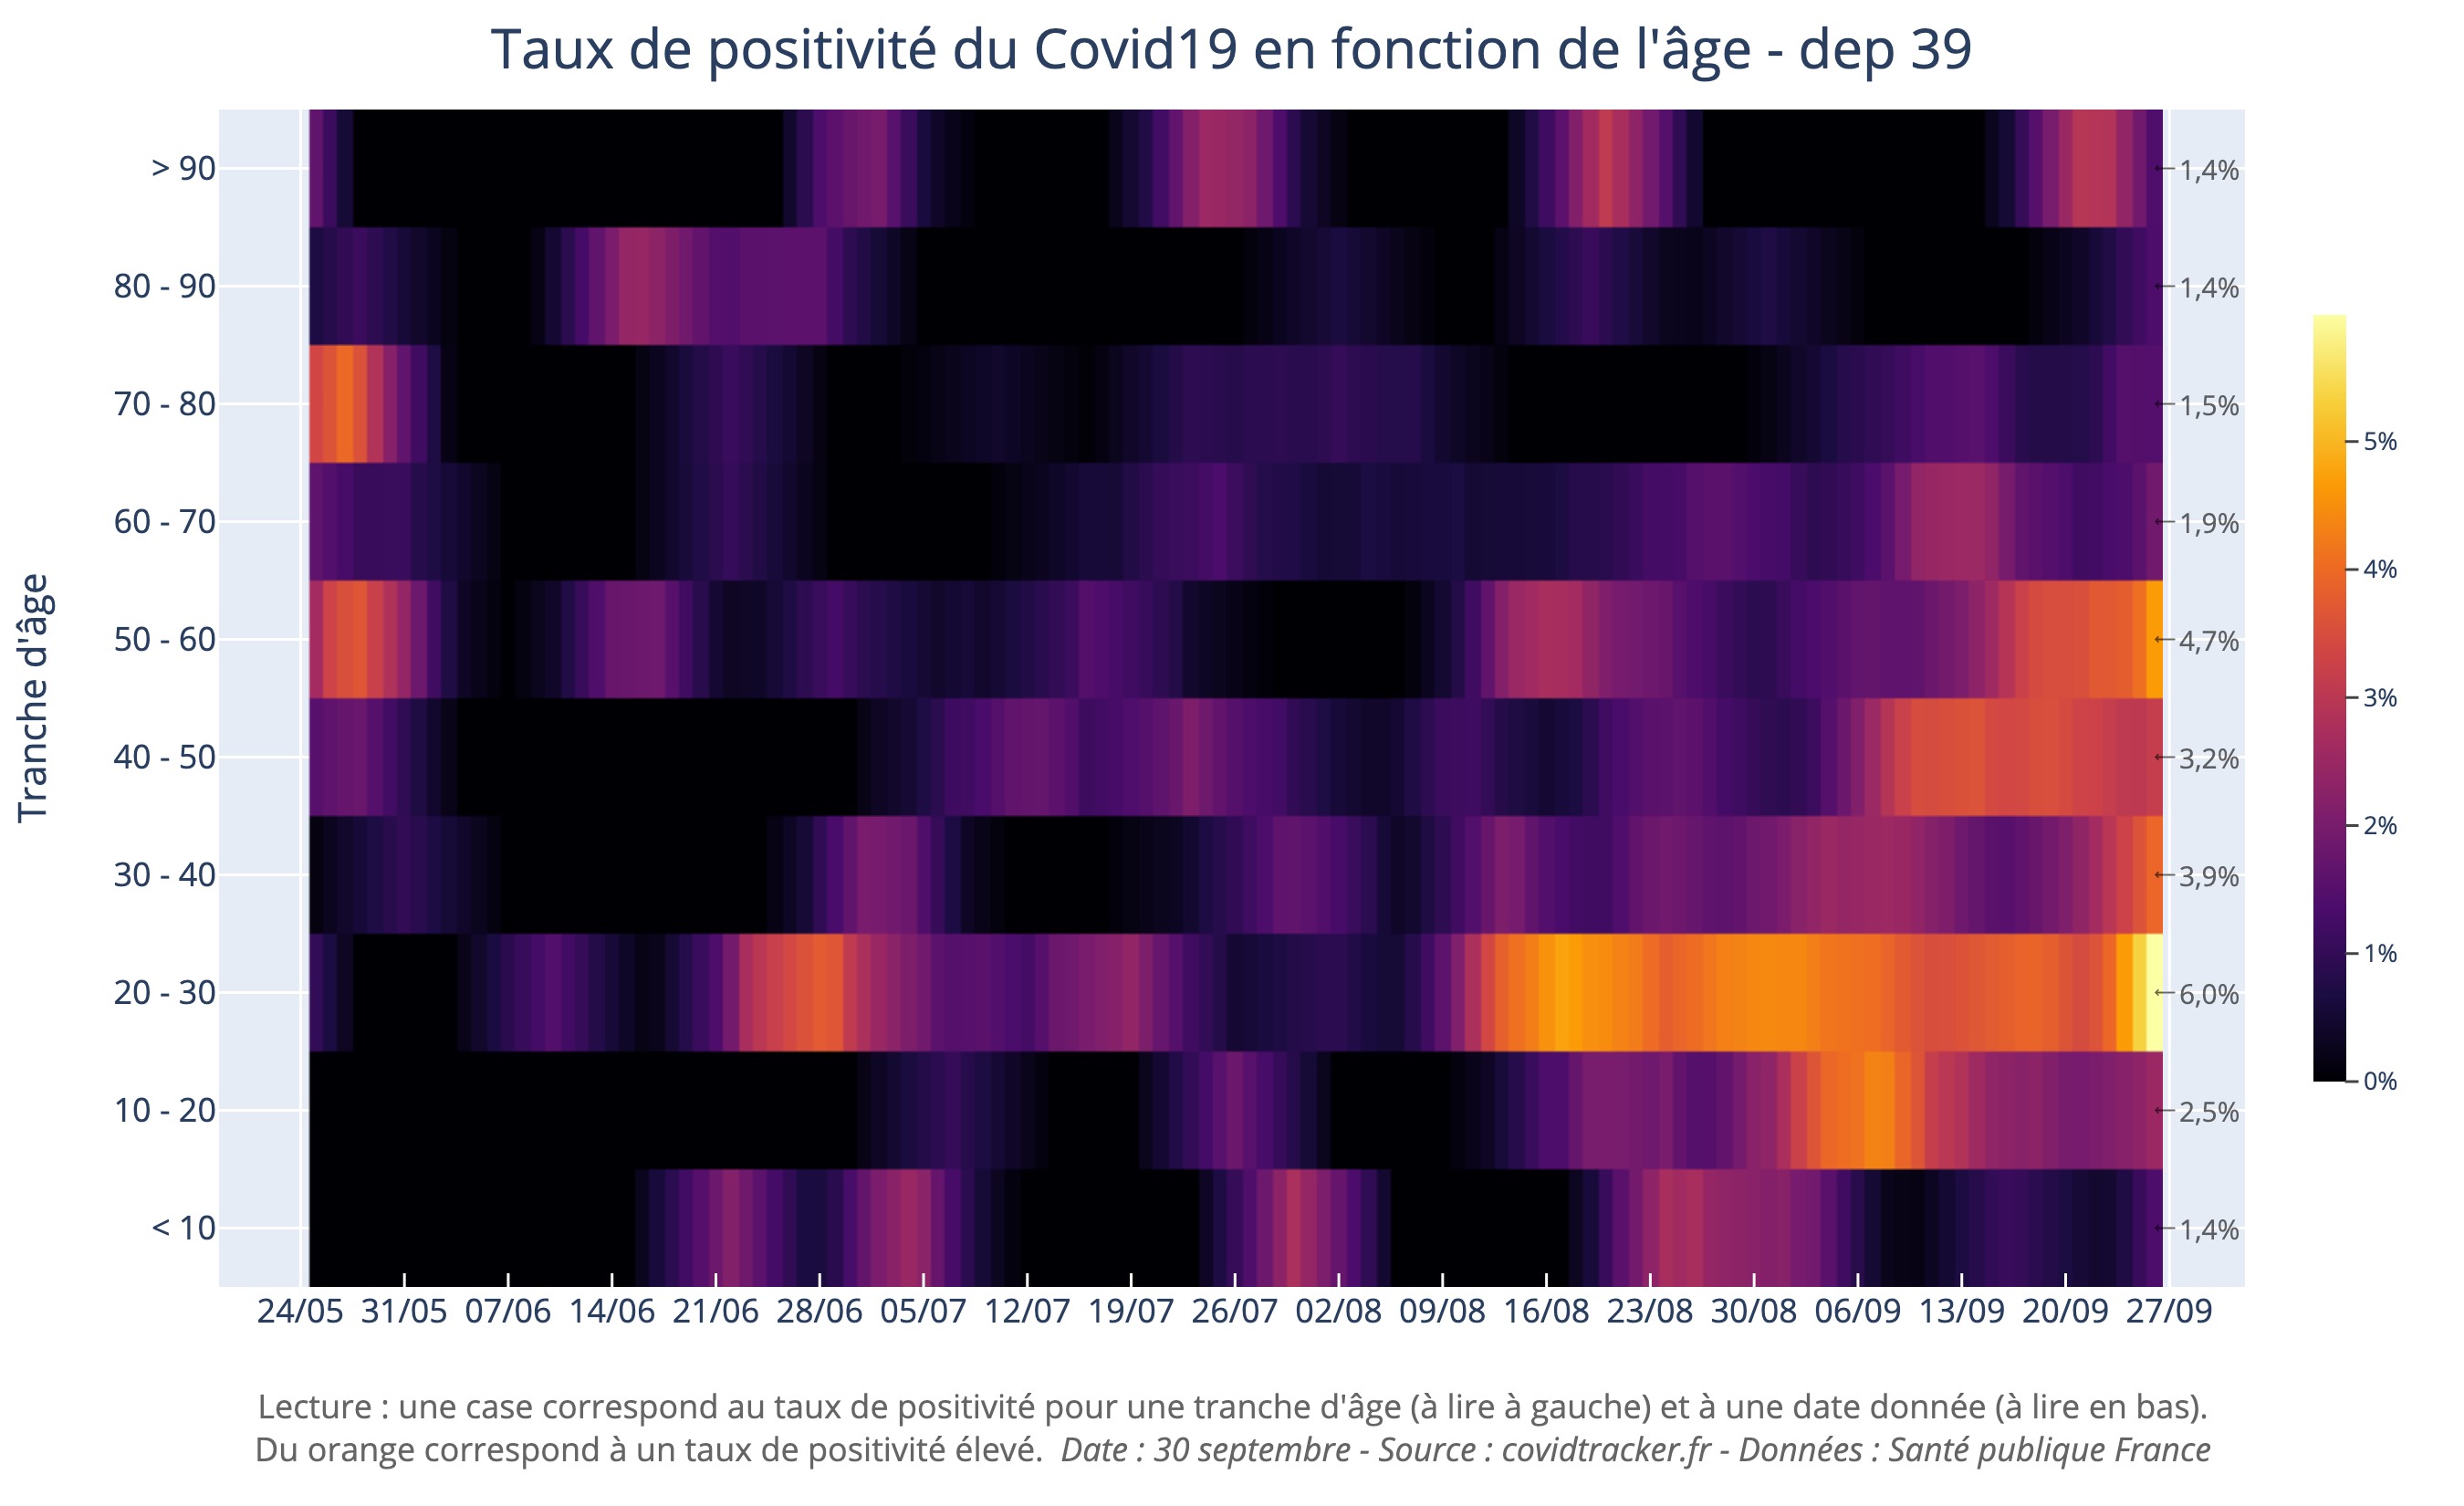 Taux de positivité du Covid19 en fonction de l'âge - dep 39
Tranche d'âge
> 90
80 - 90
70 - 80
60 - 70
50 - 60
40 - 50
30 - 40
20 - 30
10 - 20
< 10
1,4%
1,4%
1,5%
1,9%
4,7%
3,2%
3,9%
6,0%
2,5%
1,4%
5%
4%
3%
2%
1%
0%
24/05 31/05 07/06 14/06 21/06 28/06 05/07 12/07 19/07 26/07 02/08 09/08 16/08 23/08 30/08 06/09 13/09 20/09 27/09
Lecture : une case correspond au taux de positivité pour une tranche d'âge (à lire à gauche) et à une date donnée (à lire en bas).
Du orange correspond à un taux de positivité élevé. Date : 30 septembre - Source : covidtracker.fr - Données : Santé publique France